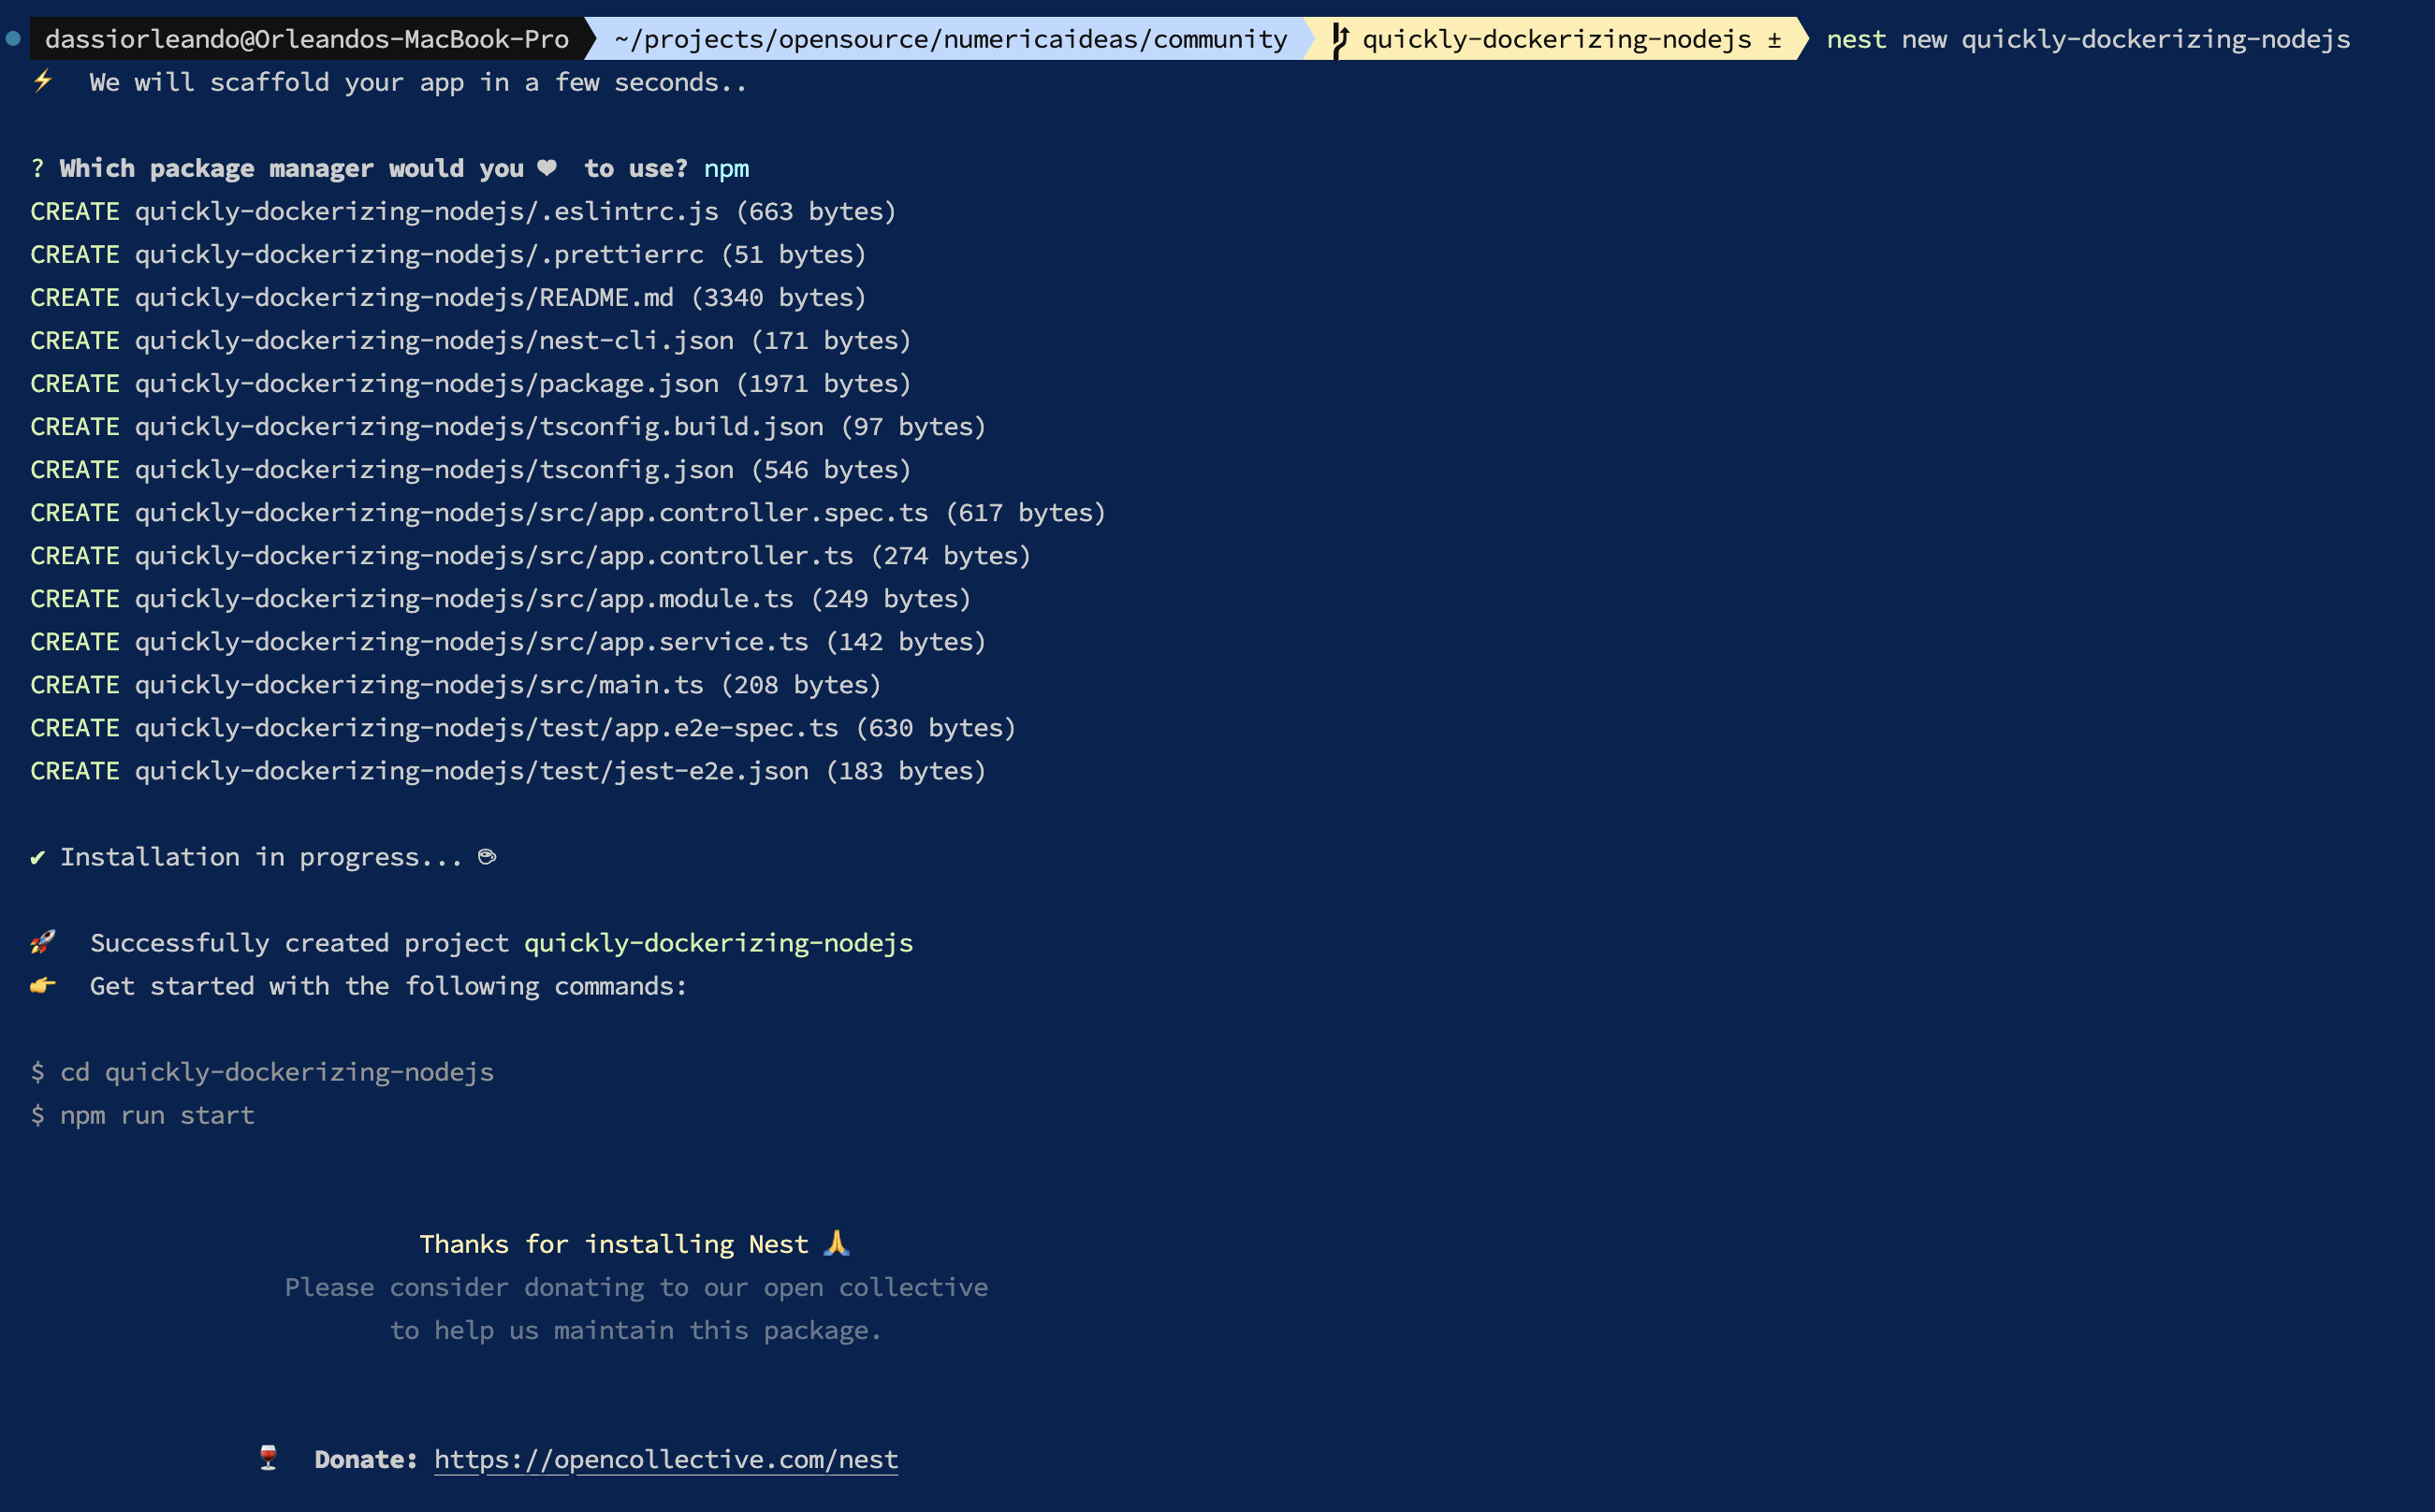 dassiorleando@Orleandos-MacBook-Pro ~/projects/opensource/numericaideas/community quickly-dockerizing-nodejs ± nest new quickly-dockerizing-nodejs
⚡ We will scaffold your app in a few seconds..
? Which package manager would you ❤ to use? npm
CREATE quickly-dockerizing-nodejs/.eslintrc.js (663 bytes)
CREATE quickly-dockerizing-nodejs/.prettierrc (51 bytes)
CREATE quickly-dockerizing-nodejs/README.md (3340 bytes)
CREATE quickly-dockerizing-nodejs/nest-cli.json (171 bytes)
CREATE quickly-dockerizing-nodejs/package.json (1971 bytes)
CREATE quickly-dockerizing-nodejs/tsconfig.build.json (97 bytes)
CREATE quickly-dockerizing-nodejs/tsconfig.json (546 bytes)
CREATE quickly-dockerizing-nodejs/src/app.controller.spec.ts (617 bytes)
CREATE quickly-dockerizing-nodejs/src/app.controller.ts (274 bytes)
CREATE quickly-dockerizing-nodejs/src/app.module.ts (249 bytes)
CREATE quickly-dockerizing-nodejs/src/app.service.ts (142 bytes)
CREATE quickly-dockerizing-nodejs/src/main.ts (208 bytes)
CREATE quickly-dockerizing-nodejs/test/app.e2e-spec.ts (630 bytes)
CREATE quickly-dockerizing-nodejs/test/jest-e2e.json (183 bytes)
✔ Installation in progress... ☕
🚀 Successfully created project quickly-dockerizing-nodejs
👉 Get started with the following commands:
$ cd quickly-dockerizing-nodejs
$ npm run start
Thanks for installing Nest 🙏
Please consider donating to our open collective
to help us maintain this package.
🍷 Donate: https://opencollective.com/nest